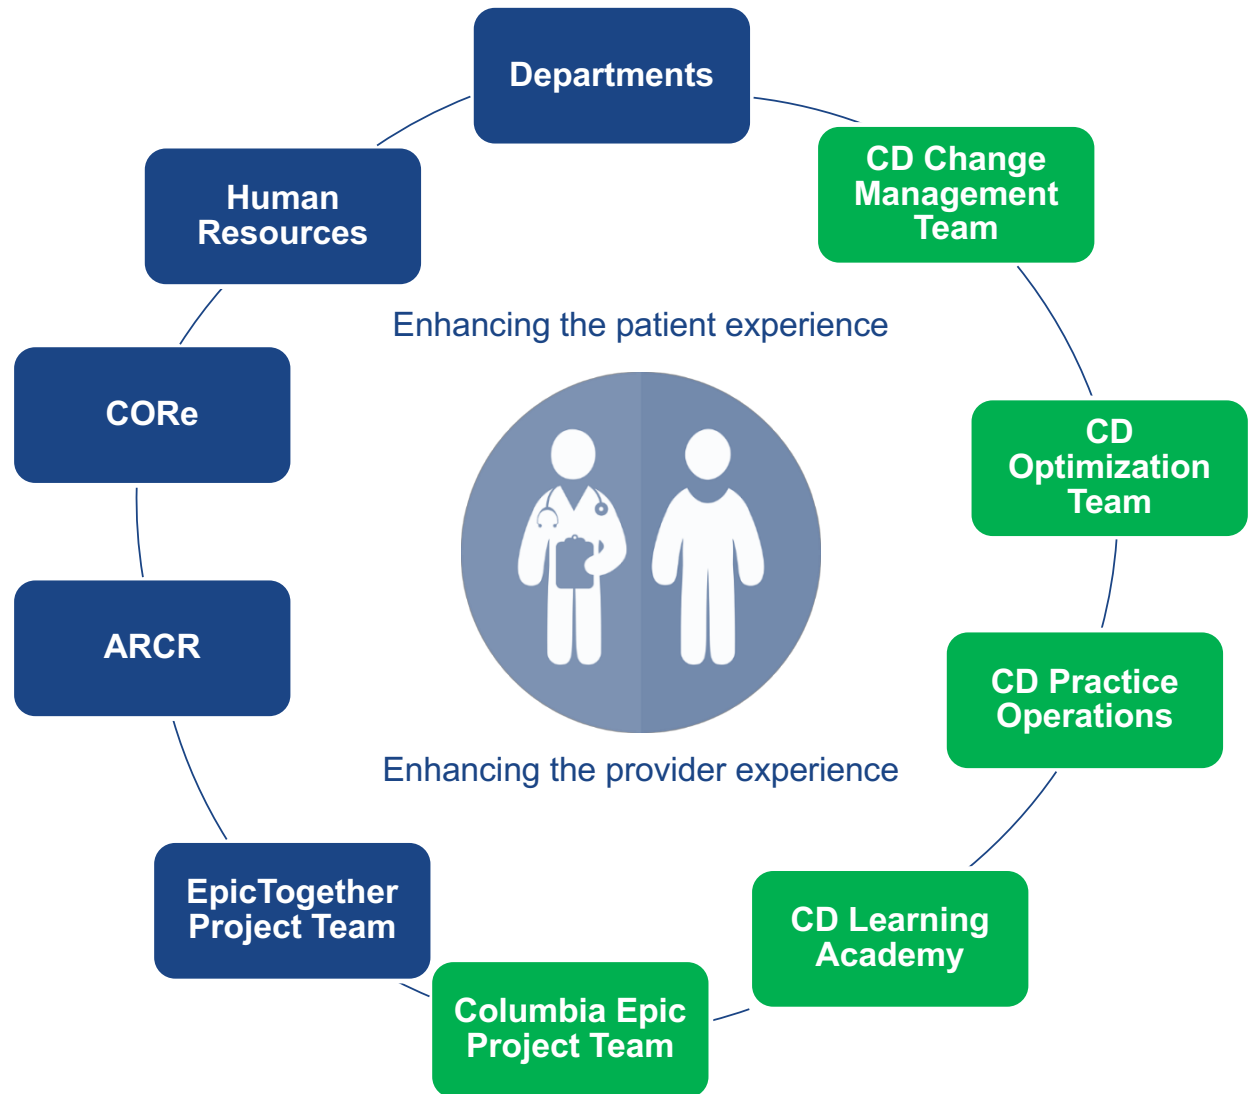 Departments
CD Change
Management
Team
Human
Resources
Enhancing the patient experience
CORe
CD
Optimization
Team
ARCR
CD Practice
Operations
Enhancing the provider experience
EpicTogether
Project Team
CD Learning
Academy
Columbia Epic
Project Team